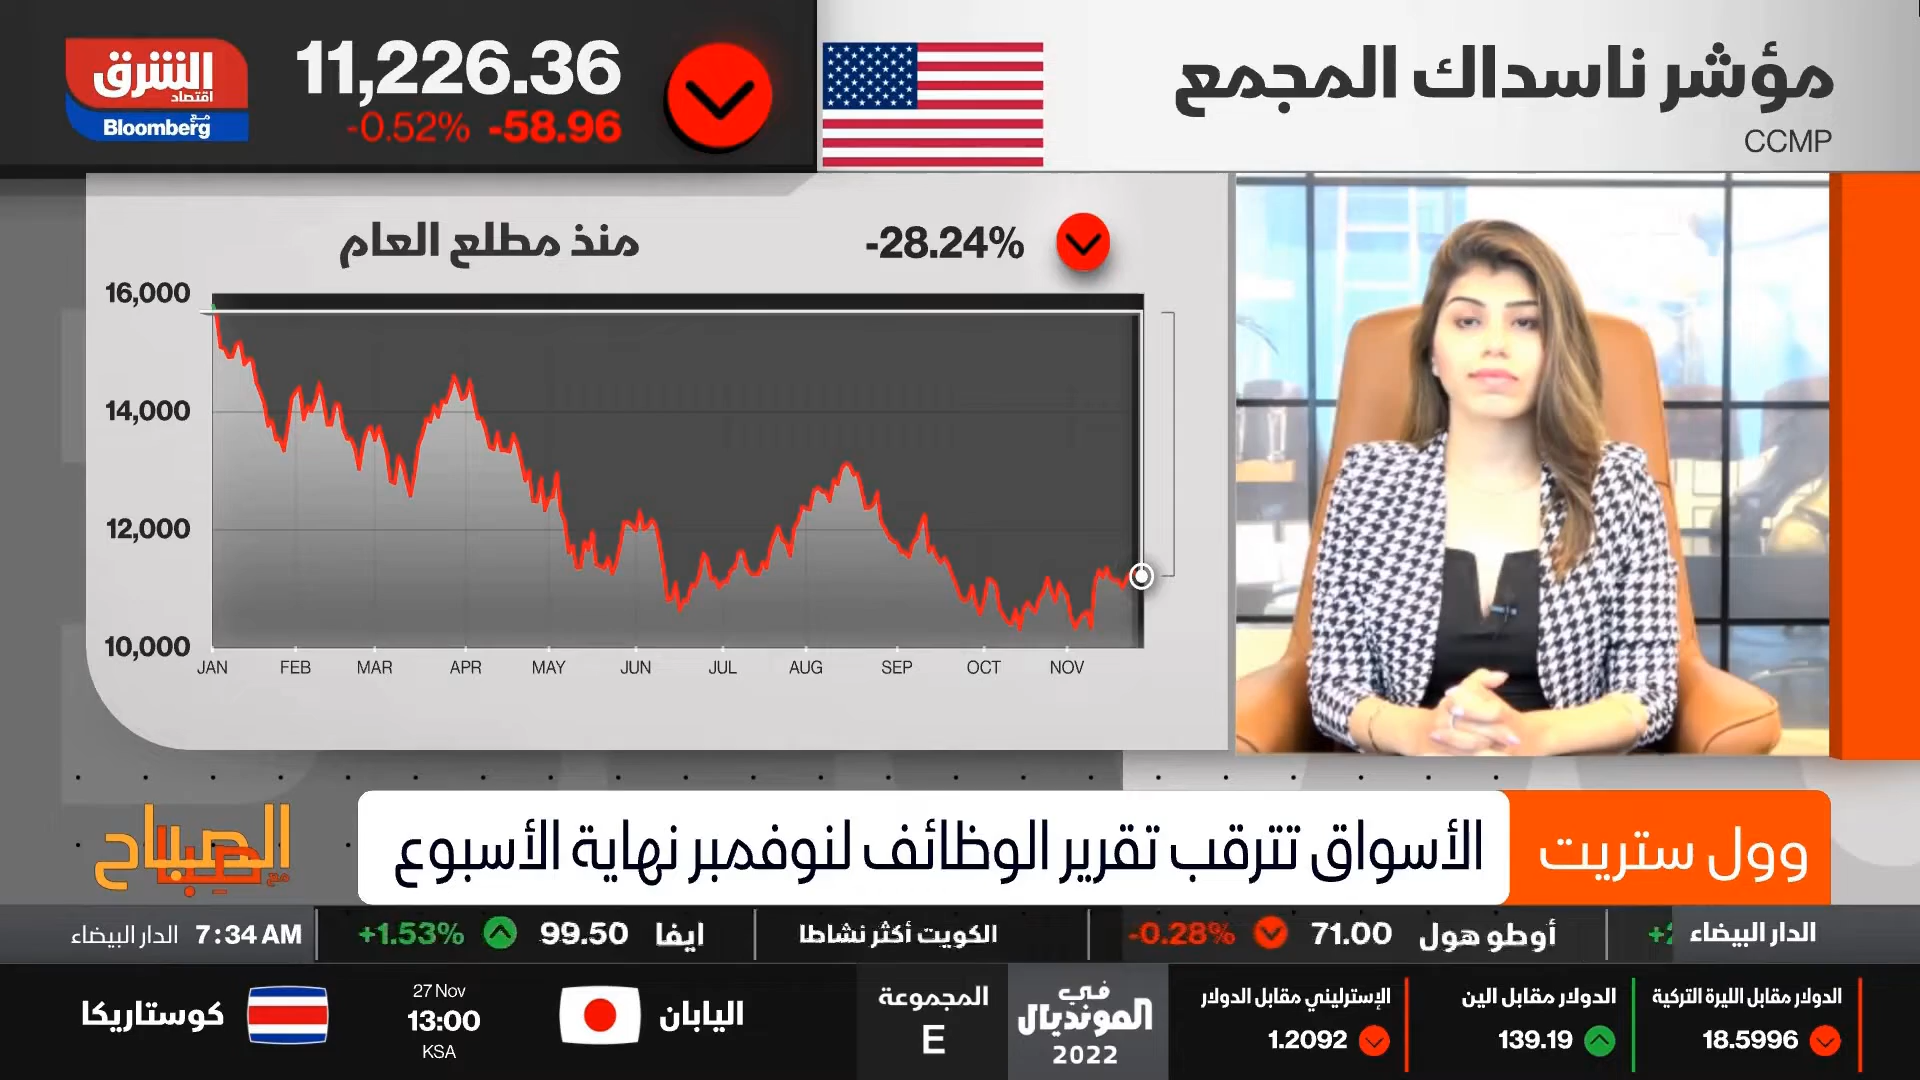 مؤشر ناسداك المجمع
CCMP
11,226.36
-0.52% -58.96
الشرق
اقتصاد
مع
Bloomberg
منذ مطلع العام
-28.24%
16,000
14,000
12,000
10,000
JAN FEB MAR APR MAY JUN JUL AUG SEP OCT NOV
وول ستريت
الأسواق تترقب تقرير الوظائف لنوفمبر نهاية الأسبوع
الصباح
مع
صبا
الدار البيضاء
أوطو هول 71.00 -0.28%
الكويت أكثر نشاطا
ايفا 99.50 +1.53%
7:34 AM الدار البيضاء
الدولار مقابل الليرة التركية
18.5996
الدولار مقابل الين
139.19
الإسترليني مقابل الدولار
1.2092
في
المونديال
2022
المجموعة
E
اليابان
27 Nov
13:00
KSA
كوستاريكا